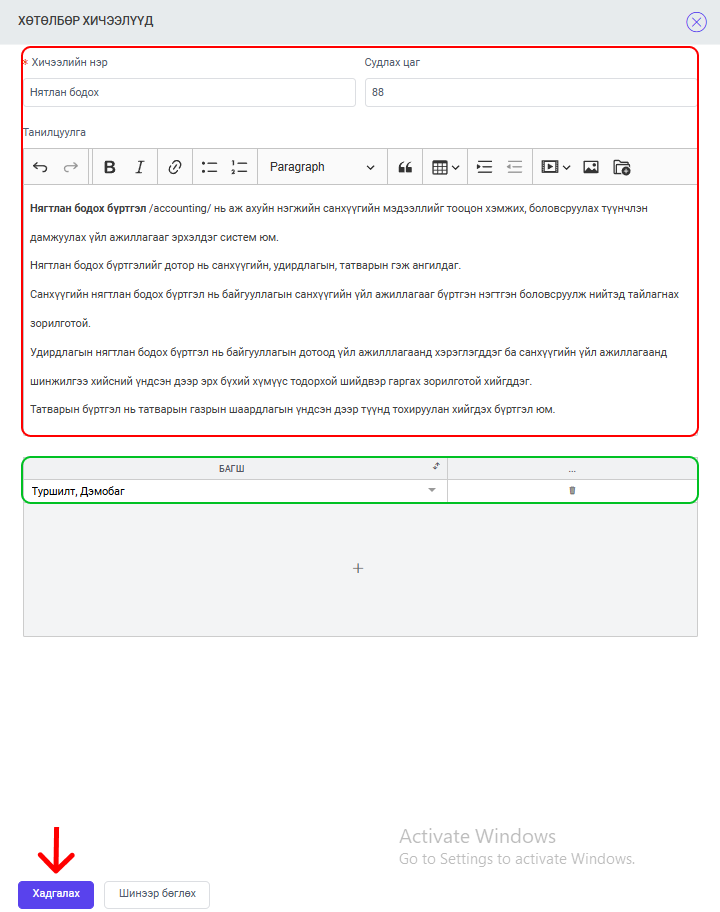 ХӨТӨЛБӨР ХИЧЭЭЛҮҮД
* Хичээлийн нэр
Судлах цаг
Нятлан бодох
88
Танилцуулга
B I
Paragraph
Нягтлан бодох бүртгэл /accounting/ нь аж ахуйн нэгжийн санхүүгийн мэдээллийг тооцон хэмжих, боловсруулах түүнчлэн
дамжуулах үйл ажиллагааг эрхэлдэг систем юм.
Нягтлан бодох бүртгэлийг дотор нь санхүүгийн, удирдлагын, татварын гэж ангилдаг.
Санхүүгийн нягтлан бодох бүртгэл нь байгууллагын санхүүгийн үйл ажиллагааг бүртгэн нэгтгэн боловсруулж нийтэд тайлагнах
зорилготой.
Удирдлагын нягтлан бодох бүртгэл нь байгууллагын дотоод үйл ажилллагаанд хэрэглэгддэг ба санхүүгийн үйл ажиллагаанд
шинжилгээ хийсний үндсэн дээр эрх бүхий хүмүүс тодорхой шийдвэр гаргах зорилготой хийгддэг.
Татварын бүртгэл нь татварын газрын шаардлагын үндсэн дээр түүнд тохируулан хийгдэх бүртгэл юм.
БАГШ
...
Туршилт, Дэмобаг
+
Activate Windows
Go to Settings to activate Windows.
Хадгалах
Шинээр бөглөх